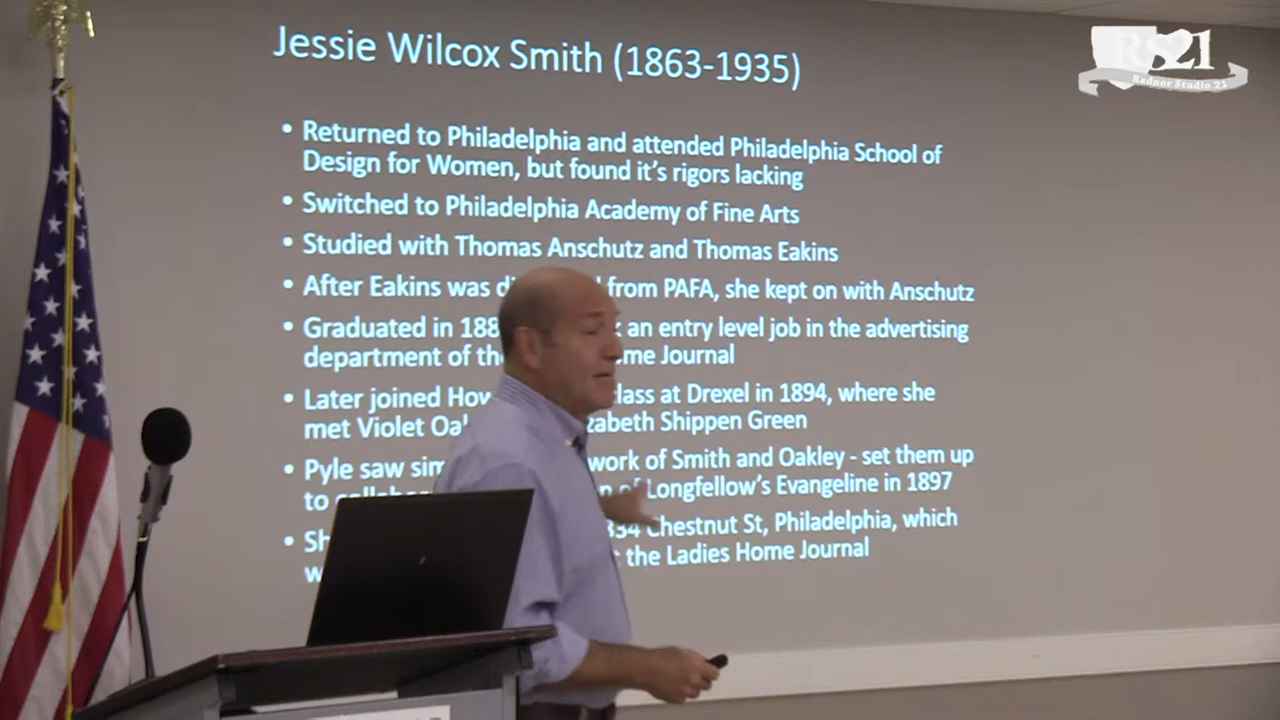 Jessie Wilcox Smith (1863-1935)
RS21
Radnor Studio 21
• Returned to Philadelphia and attended Philadelphia School of
Design for Women, but found it's rigors lacking
• Switched to Philadelphia Academy of Fine Arts
• Studied with Thomas Anschutz and Thomas Eakins
• After Eakins was from PAFA, she kept on with Anschutz
• Graduated in an entry level job in the advertising
department of the Home Journal
• Later joined class at Drexel in 1894, where she
met Violet Elizabeth Shippen Green
• Pyle saw work of Smith and Oakley - set them up
to of Longfellow's Evangeline in 1897
• Chestnut St, Philadelphia, which
the Ladies Home Journal